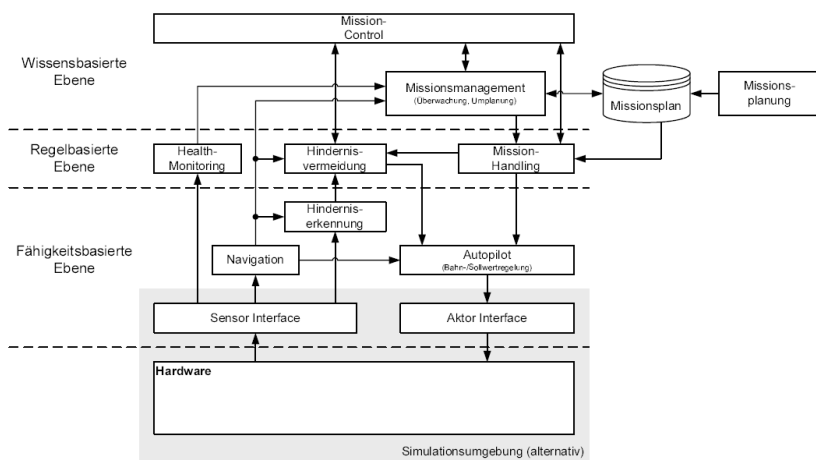 Mission-
Control
Wissensbasierte
Ebene
Missionsmanagement
(Überwachung, Umplanung)
Missionsplan
Missions-
planung
Regelbasierte
Ebene
Health-
Monitoring
Hindernis-
vermeidung
Mission-
Handling
Hindernis-
erkennung
Fähigkeitsbasierte
Ebene
Navigation
Autopilot
(Bahn-/Sollwertregelung)
Sensor Interface
Aktor Interface
Hardware
Simulationsumgebung (alternativ)